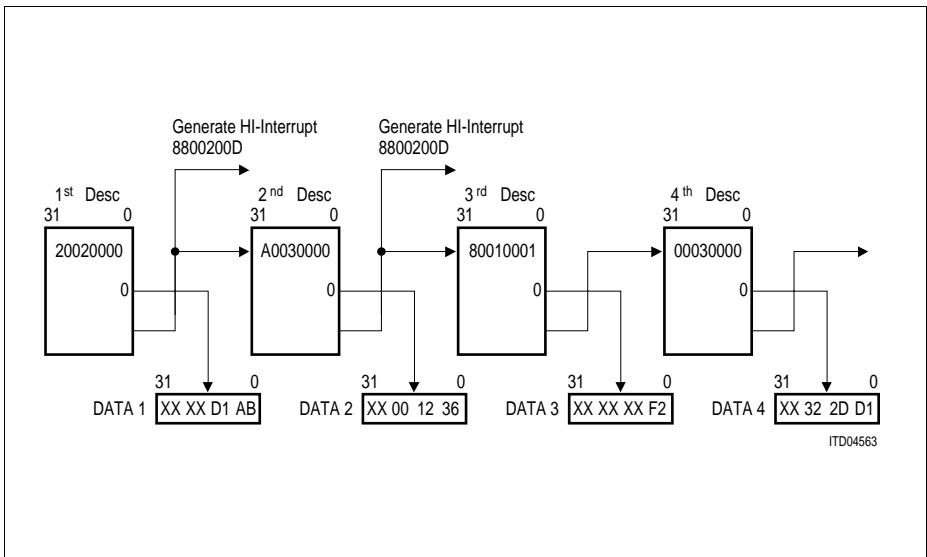 Generate HI-Interrupt Generate HI-Interrupt
8800200D 8800200D
1st Desc 2nd Desc 3rd Desc 4th Desc
31 0 31 0 31 0 31 0
20020000 A0030000 80010001 00030000
0 0 0 0
31 0 31 0 31 0 31 0
DATA 1 XX XX D1 AB DATA 2 XX 00 12 36 DATA 3 XX XX XX F2 DATA 4 XX 32 2D D1
ITD04563